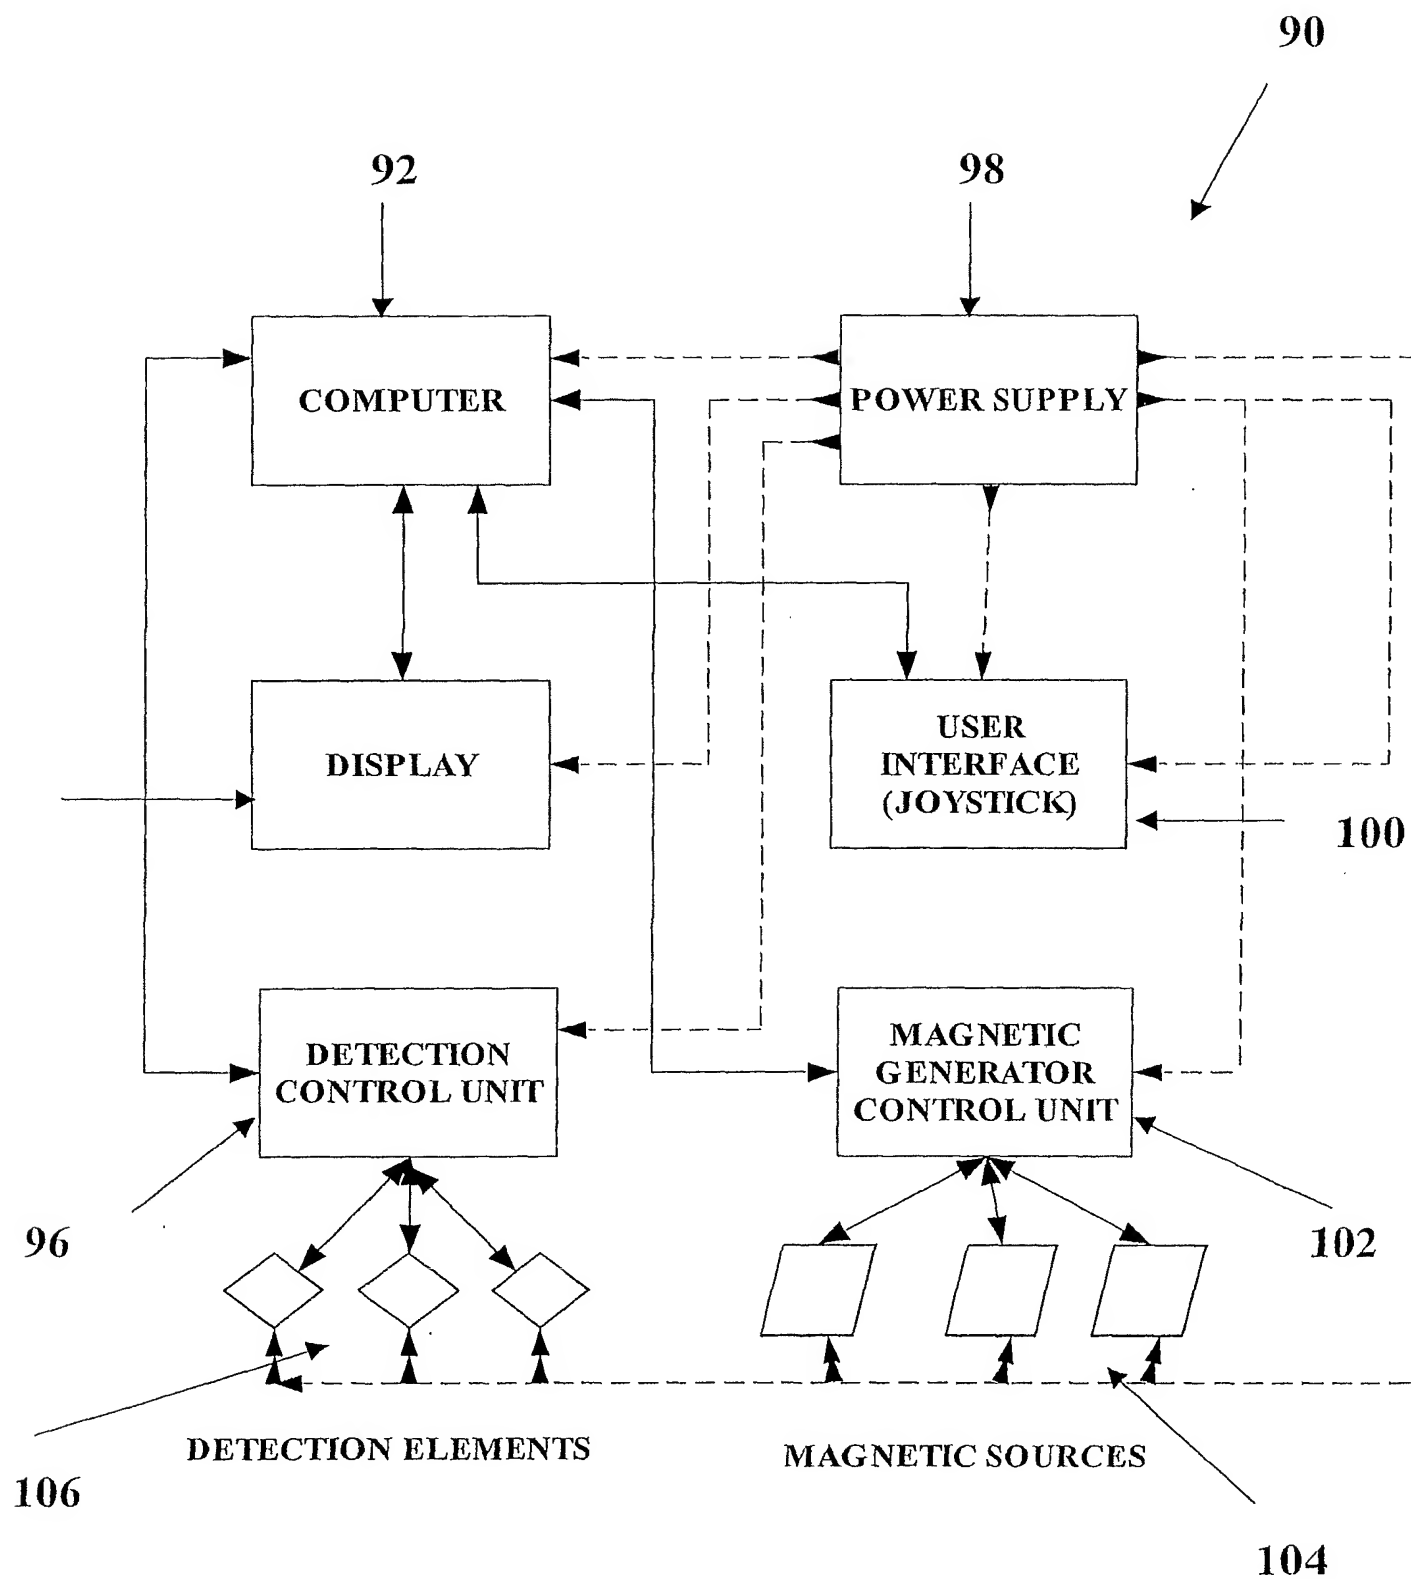 90
92
98
COMPUTER
POWER SUPPLY
DISPLAY
USER
INTERFACE
(JOYSTICK)
100
DETECTION
CONTROL UNIT
MAGNETIC
GENERATOR
CONTROL UNIT
96
102
DETECTION ELEMENTS
MAGNETIC SOURCES
106
104